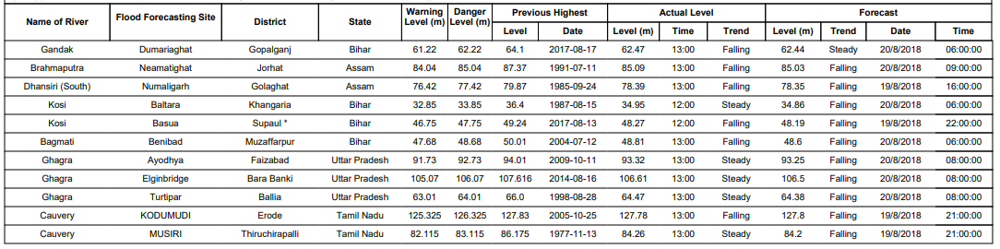 Name of River Flood Forecasting Site District State Warning Level (m) Danger Level (m) Previous Highest Actual Level Forecast
Level Date Level (m) Time Trend Level (m) Trend Date Time
Gandak Dumariaghat Gopalganj Bihar 61.22 62.22 64.1 2017-08-17 62.47 13:00 Falling 62.44 Steady 20/8/2018 06:00:00
Brahmaputra Neamatighat Jorhat Assam 84.04 85.04 87.37 1991-07-11 85.09 13:00 Falling 85.03 Falling 20/8/2018 09:00:00
Dhansiri (South) Numaligarh Golaghat Assam 76.42 77.42 79.87 1985-09-24 78.39 13:00 Falling 78.35 Falling 19/8/2018 16:00:00
Kosi Baltara Khangaria Bihar 32.85 33.85 36.4 1987-08-15 34.95 12:00 Steady 34.86 Falling 20/8/2018 06:00:00
Kosi Basua Supaul * Bihar 46.75 47.75 49.24 2017-08-13 48.27 12:00 Falling 48.19 Falling 19/8/2018 22:00:00
Bagmati Benibad Muzaffarpur Bihar 47.68 48.68 50.01 2004-07-12 48.81 13:00 Falling 48.6 Falling 20/8/2018 06:00:00
Ghagra Ayodhya Faizabad Uttar Pradesh 91.73 92.73 94.01 2009-10-11 93.32 13:00 Steady 93.25 Falling 20/8/2018 08:00:00
Ghagra Elginbridge Bara Banki Uttar Pradesh 105.07 106.07 107.616 2014-08-16 106.61 13:00 Steady 106.5 Falling 20/8/2018 08:00:00
Ghagra Turtipar Ballia Uttar Pradesh 63.01 64.01 66.0 1998-08-28 64.47 13:00 Steady 64.38 Falling 20/8/2018 08:00:00
Cauvery KODUMUDI Erode Tamil Nadu 125.325 126.325 127.83 2005-10-25 127.78 13:00 Falling 127.8 Falling 19/8/2018 21:00:00
Cauvery MUSIRI Thiruchirapalli Tamil Nadu 82.115 83.115 86.175 1977-11-13 84.26 13:00 Steady 84.2 Falling 19/8/2018 21:00:00